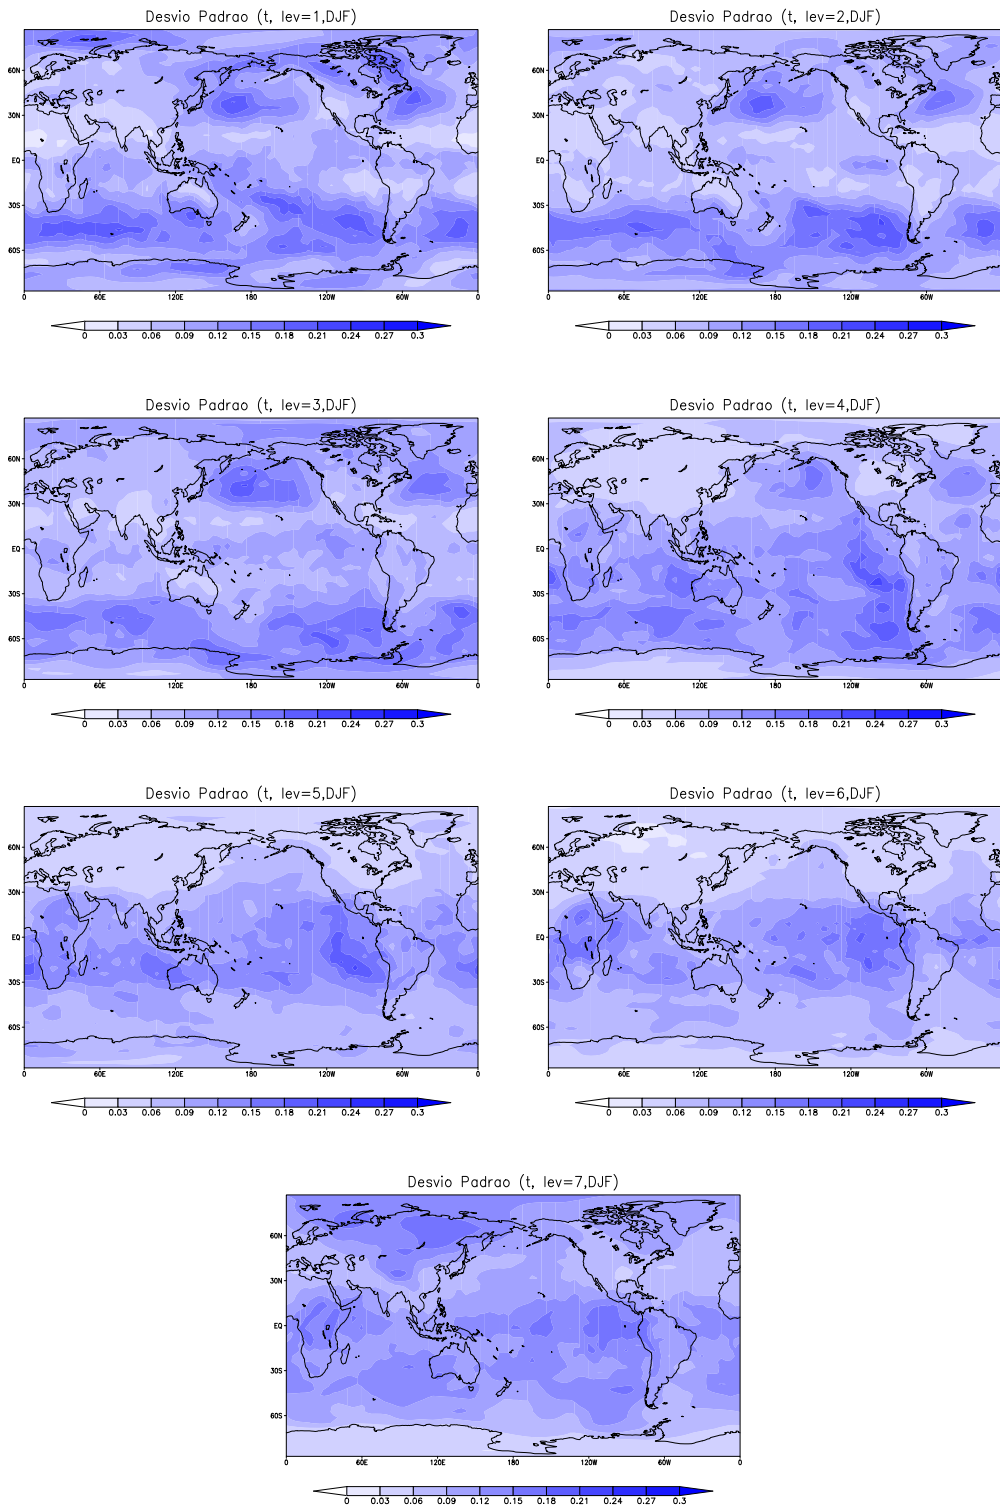 Desvio Padrao (t, lev=1,DJF)
Desvio Padrao (t, lev=2,DJF)
60N
30N
EQ
30S
60S
0 60E 120E 180 120W 60W 0
60N
30N
EQ
30S
60S
0 60E 120E 180 120W 60W
0 0.03 0.06 0.09 0.12 0.15 0.18 0.21 0.24 0.27 0.3
0 0.03 0.06 0.09 0.12 0.15 0.18 0.21 0.24 0.27 0.3
Desvio Padrao (t, lev=3,DJF)
Desvio Padrao (t, lev=4,DJF)
60N
30N
EQ
30S
60S
0 60E 120E 180 120W 60W 0
60N
30N
EQ
30S
60S
0 60E 120E 180 120W 60W
0 0.03 0.06 0.09 0.12 0.15 0.18 0.21 0.24 0.27 0.3
0 0.03 0.06 0.09 0.12 0.15 0.18 0.21 0.24 0.27 0.3
Desvio Padrao (t, lev=5,DJF)
Desvio Padrao (t, lev=6,DJF)
60N
30N
EQ
30S
60S
0 60E 120E 180 120W 60W 0
60N
30N
EQ
30S
60S
0 60E 120E 180 120W 60W
0 0.03 0.06 0.09 0.12 0.15 0.18 0.21 0.24 0.27 0.3
0 0.03 0.06 0.09 0.12 0.15 0.18 0.21 0.24 0.27 0.3
Desvio Padrao (t, lev=7,DJF)
60N
30N
EQ
30S
60S
0 60E 120E 180 120W 60W 0
0 0.03 0.06 0.09 0.12 0.15 0.18 0.21 0.24 0.27 0.3